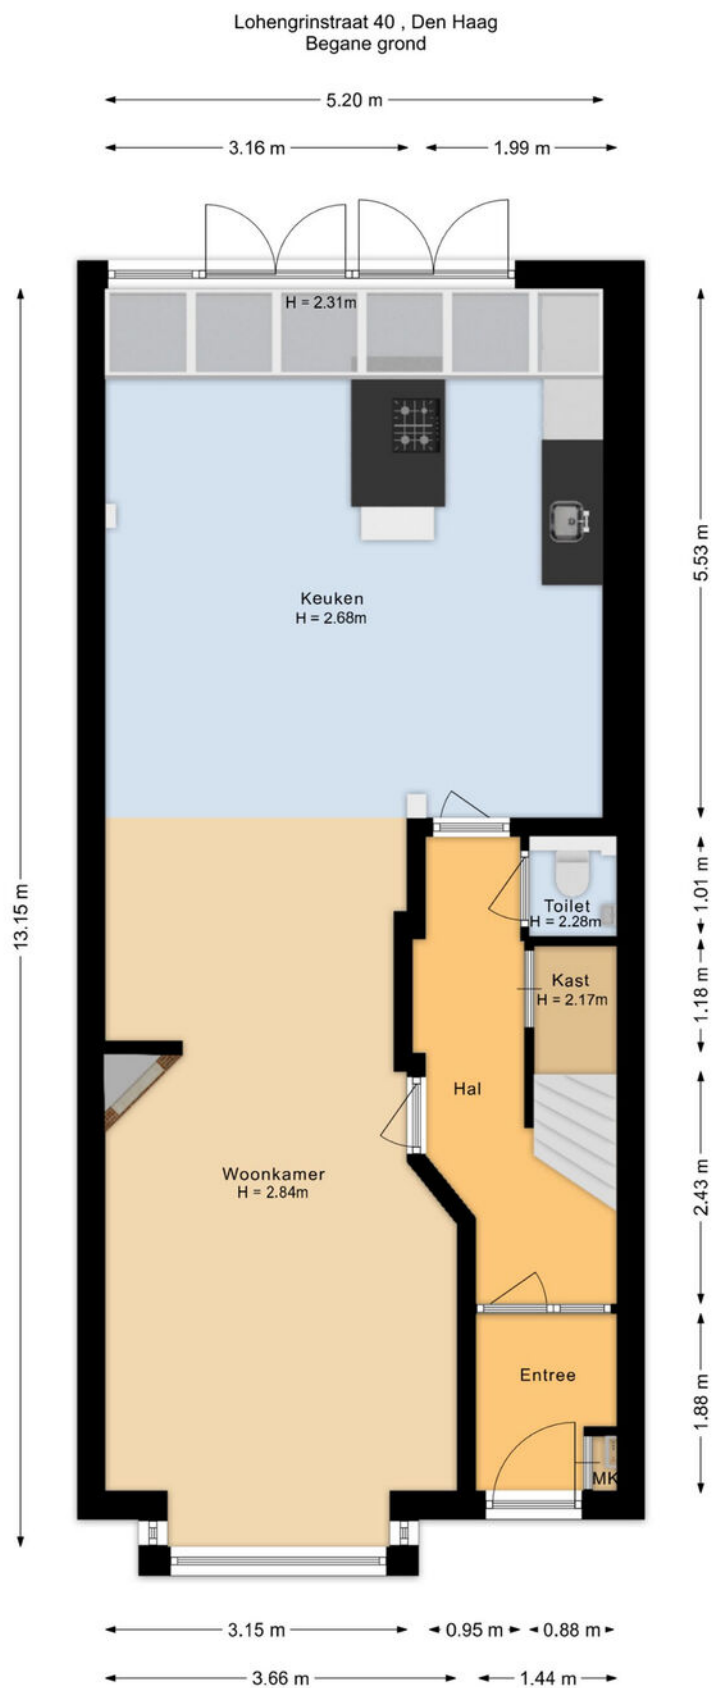 Lohengrinstraat 40 , Den Haag
Begane grond
5.20 m
3.16 m
1.99 m
H = 2.31m
5.53 m
Keuken
H = 2.68m
13.15 m
Toilet
H = 2.28m
1.01 m
Kast
H = 2.17m
1.18 m
Hal
Woonkamer
H = 2.84m
2.43 m
Entree
1.88 m
MK
3.15 m
0.95 m
0.88 m
3.66 m
1.44 m